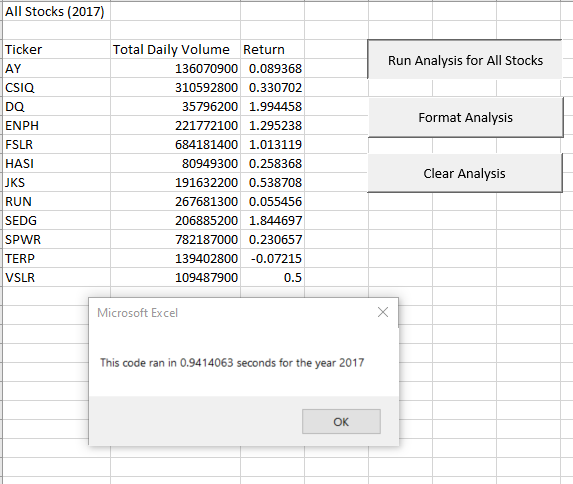 All Stocks (2017)
Ticker Total Daily Volume Return
AY 136070900 0.089368
CSIQ 310592800 0.330702
DQ 35796200 1.994458
ENPH 221772100 1.295238
FSLR 684181400 1.013119
HASI 80949300 0.258368
JKS 191632200 0.538708
RUN 267681300 0.055456
SEDG 206885200 1.844697
SPWR 782187000 0.230657
TERP 139402800 -0.07215
VSLR 109487900 0.5
Run Analysis for All Stocks
Format Analysis
Clear Analysis
Microsoft Excel
This code ran in 0.9414063 seconds for the year 2017
OK